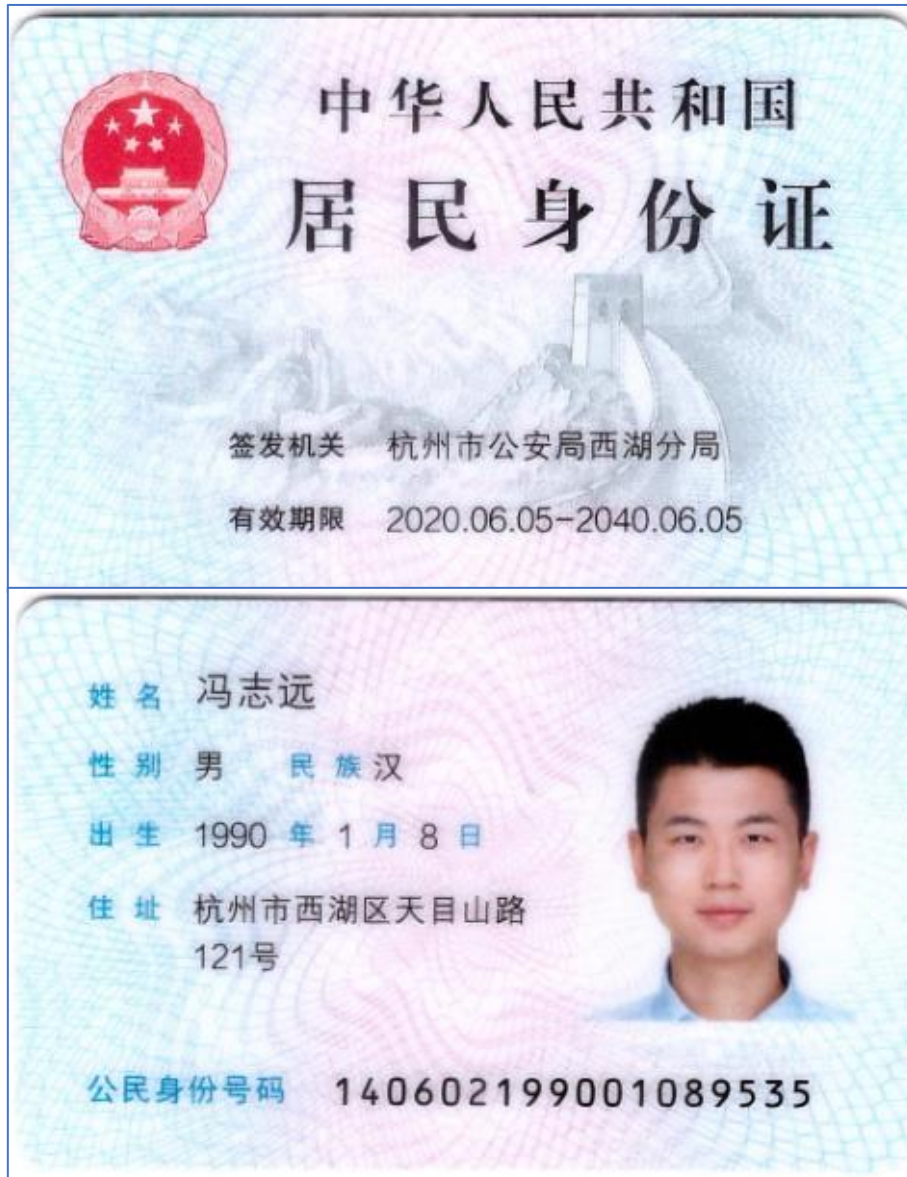 中华人民共和国
居民身份证
签发机关 杭州市公安局西湖分局
有效期限 2020.06.05-2040.06.05
姓名 冯志远
性别 男 民族 汉
出生 1990 年 1 月 8 日
住址 杭州市西湖区天目山路
121号
公民身份号码 140602199001089535